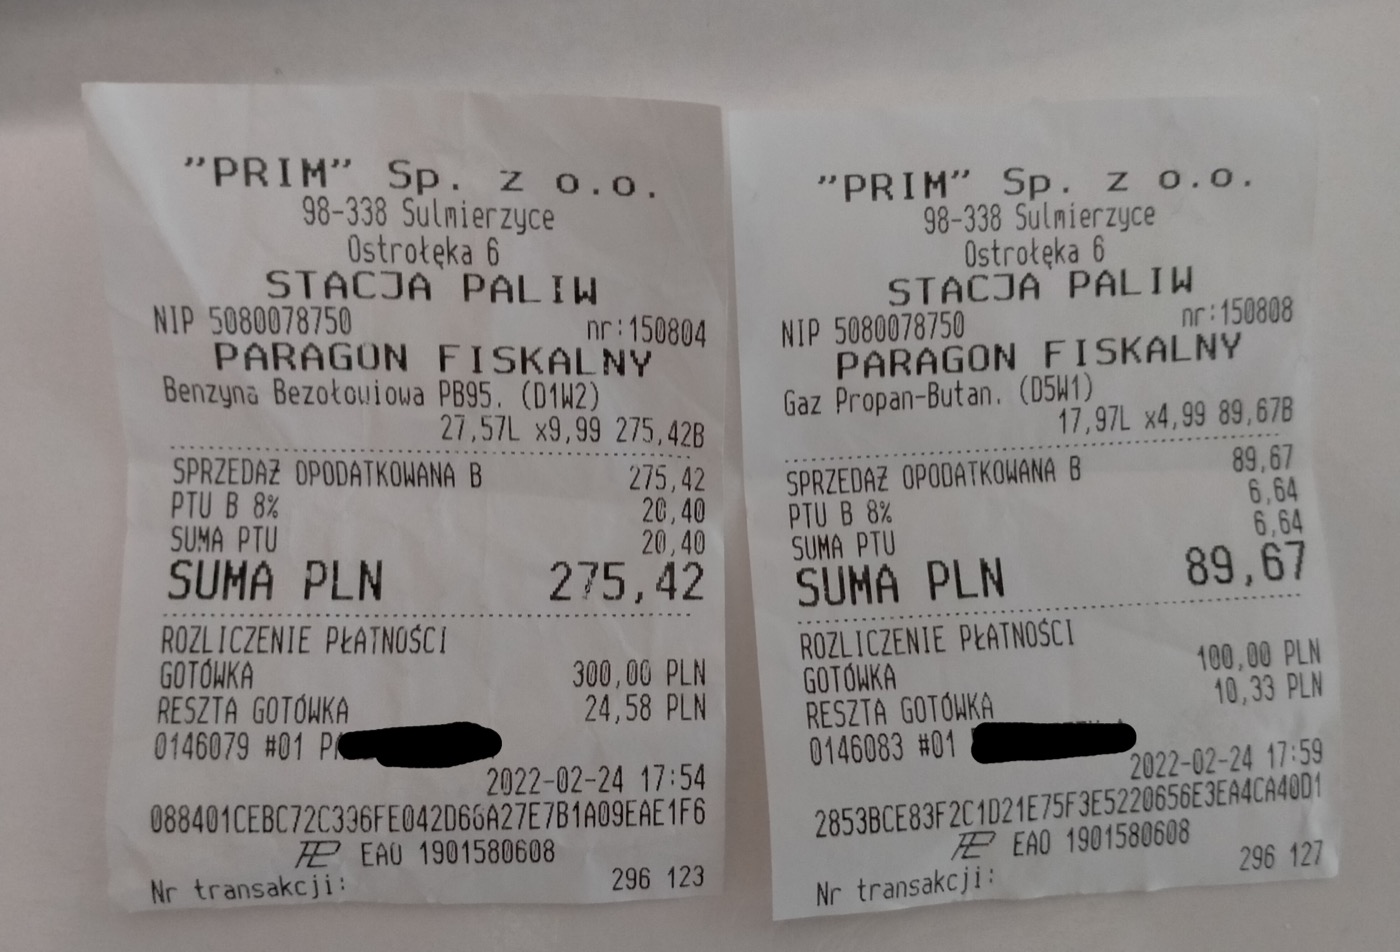 "PRIM" Sp. z o.o.
98-338 Sulmierzyce
Ostrołęka 6
STACJA PALIW
NIP 5080078750 nr:150804
PARAGON FISKALNY
Benzyna Bezołowiowa PB95. (D1W2)
27,57L x9,99 275,42B
SPRZEDAŻ OPODATKOWANA B 275,42
PTU B 8% 20,40
SUMA PTU 20,40
SUMA PLN 275,42
ROZLICZENIE PŁATNOŚCI
GOTÓWKA 300,00 PLN
RESZTA GOTÓWKA 24,58 PLN
0146079 #01
2022-02-24 17:54
088401CEBC72C336FE042D66A27E7B1A09EAE1F6
EAO 1901580608
Nr transakcji: 296 123
"PRIM" Sp. z o.o.
98-338 Sulmierzyce
Ostrołęka 6
STACJA PALIW
NIP 5080078750 nr:150808
PARAGON FISKALNY
Gaz Propan-Butan. (D5W1)
17,97L x4,99 89,67B
SPRZEDAŻ OPODATKOWANA B 89,67
PTU B 8% 6,64
SUMA PTU 6,64
SUMA PLN 89,67
ROZLICZENIE PŁATNOŚCI
GOTÓWKA 100,00 PLN
RESZTA GOTÓWKA 10,33 PLN
0146083 #01
2022-02-24 17:59
2853BCE83F2C1D21E75F3E5220656E3EA4CA40D1
EAO 1901580608
Nr transakcji: 296 127